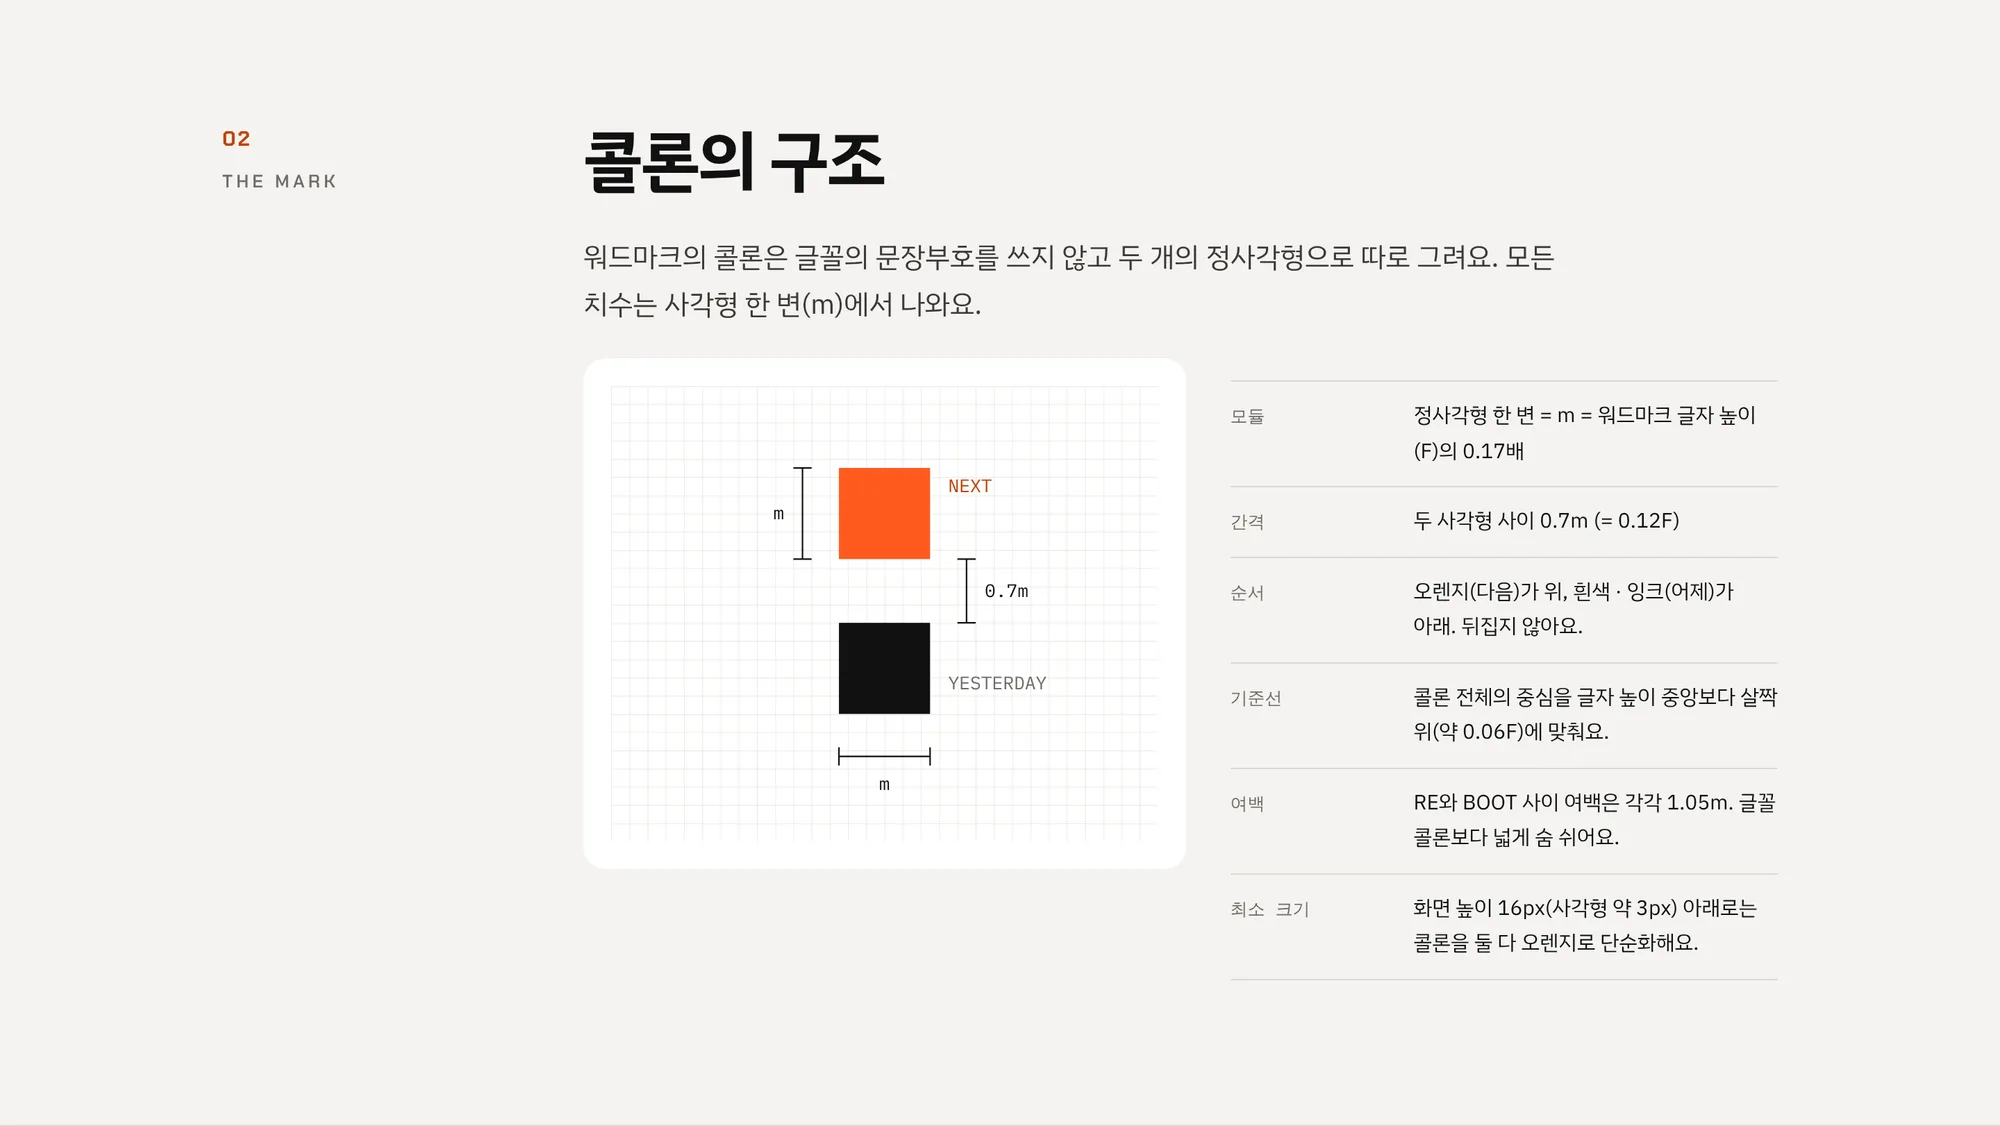 02
THE MARK
콜론의 구조
워드마크의 콜론은 글꼴의 문장부호를 쓰지 않고 두 개의 정사각형으로 따로 그려요. 모든
치수는 사각형 한 변(m)에서 나와요.
m
NEXT
0.7m
YESTERDAY
m
모듈
정사각형 한 변 = m = 워드마크 글자 높이
(F)의 0.17배
간격
두 사각형 사이 0.7m (= 0.12F)
순서
오렌지(다음)가 위, 흰색 · 잉크(어제)가
아래. 뒤집지 않아요.
기준선
콜론 전체의 중심을 글자 높이 중앙보다 살짝
위(약 0.06F)에 맞춰요.
여백
RE와 BOOT 사이 여백은 각각 1.05m. 글꼴
콜론보다 넓게 숨 쉬어요.
최소 크기
화면 높이 16px(사각형 약 3px) 아래로는
콜론을 둘 다 오렌지로 단순화해요.